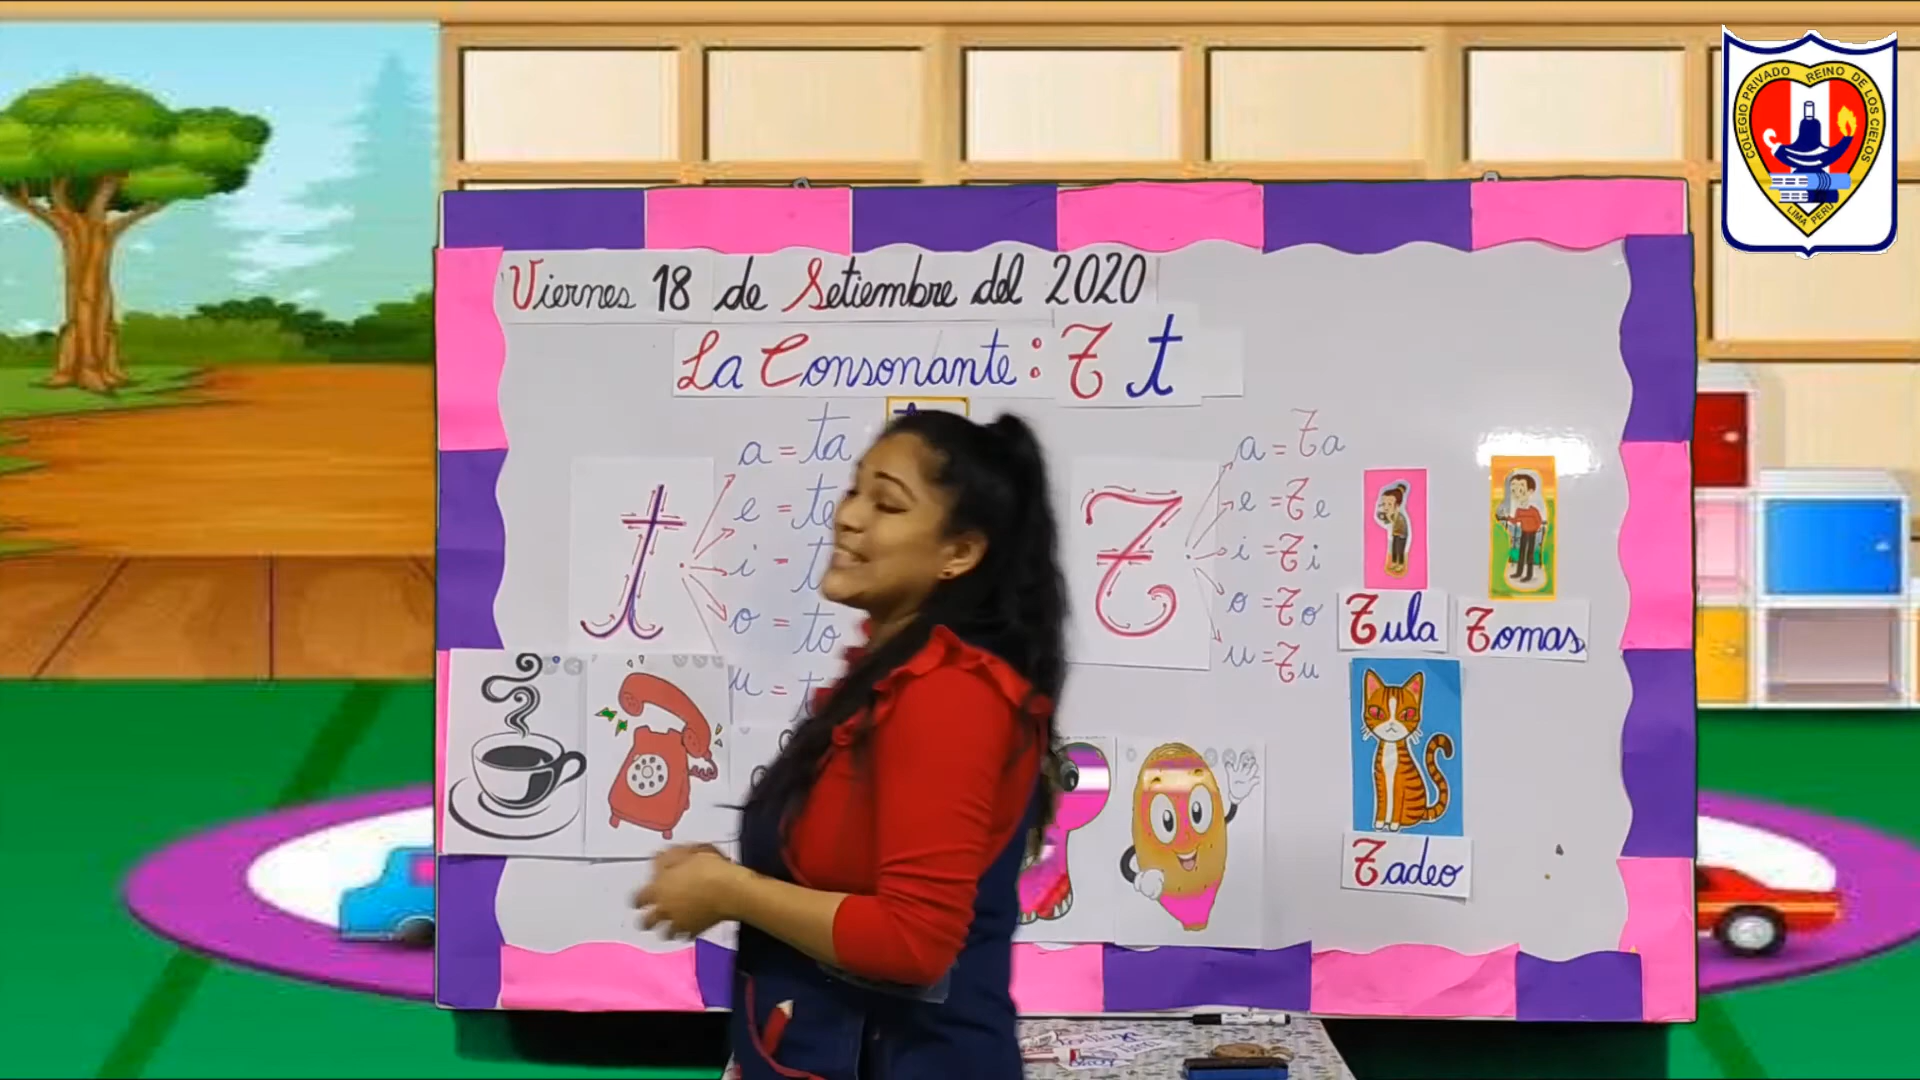 COLEGIO PRIVADO REINO DE LOS CIELOS
LIMA PERU
Viernes 18 de Setiembre del 2020
La Consonante: T t
a = ta
e = te
i =
o = to
u =
t
T
a = Ta
e = Te
i = Ti
o = To
u = Tu
Tula
Tomas
Tadeo